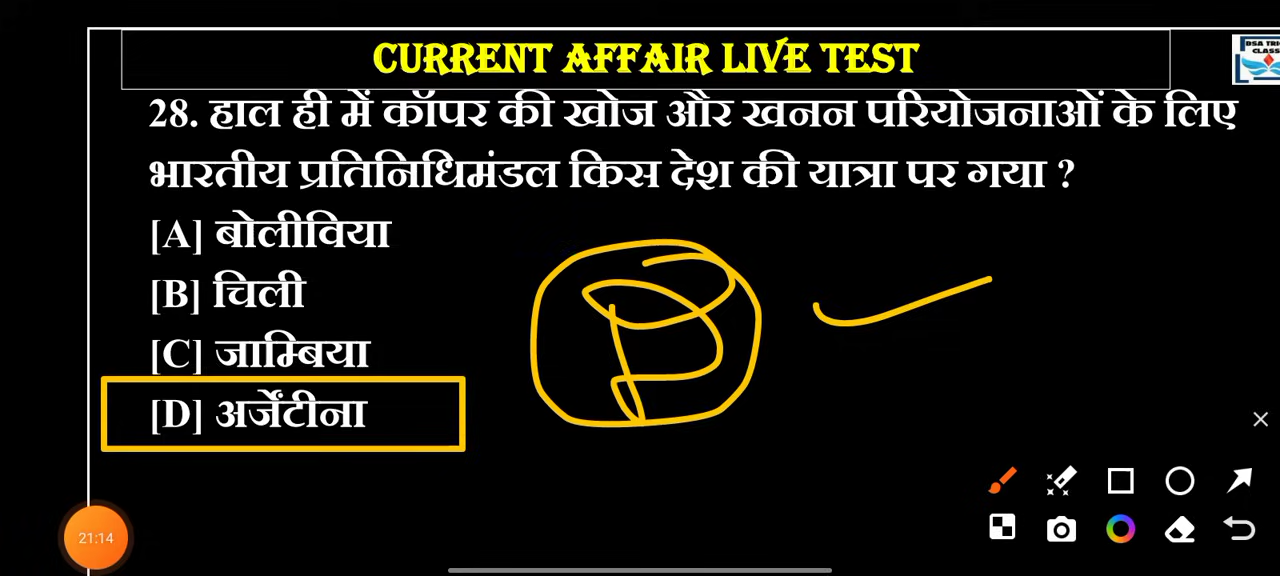 CURRENT AFFAIR LIVE TEST
28. हाल ही में कॉपर की खोज और खनन परियोजनाओं के लिए
भारतीय प्रतिनिधिमंडल किस देश की यात्रा पर गया ?
[A] बोलीविया
[B] चिली
[C] जाम्बिया
[D] अर्जेंटीना
B
21:14